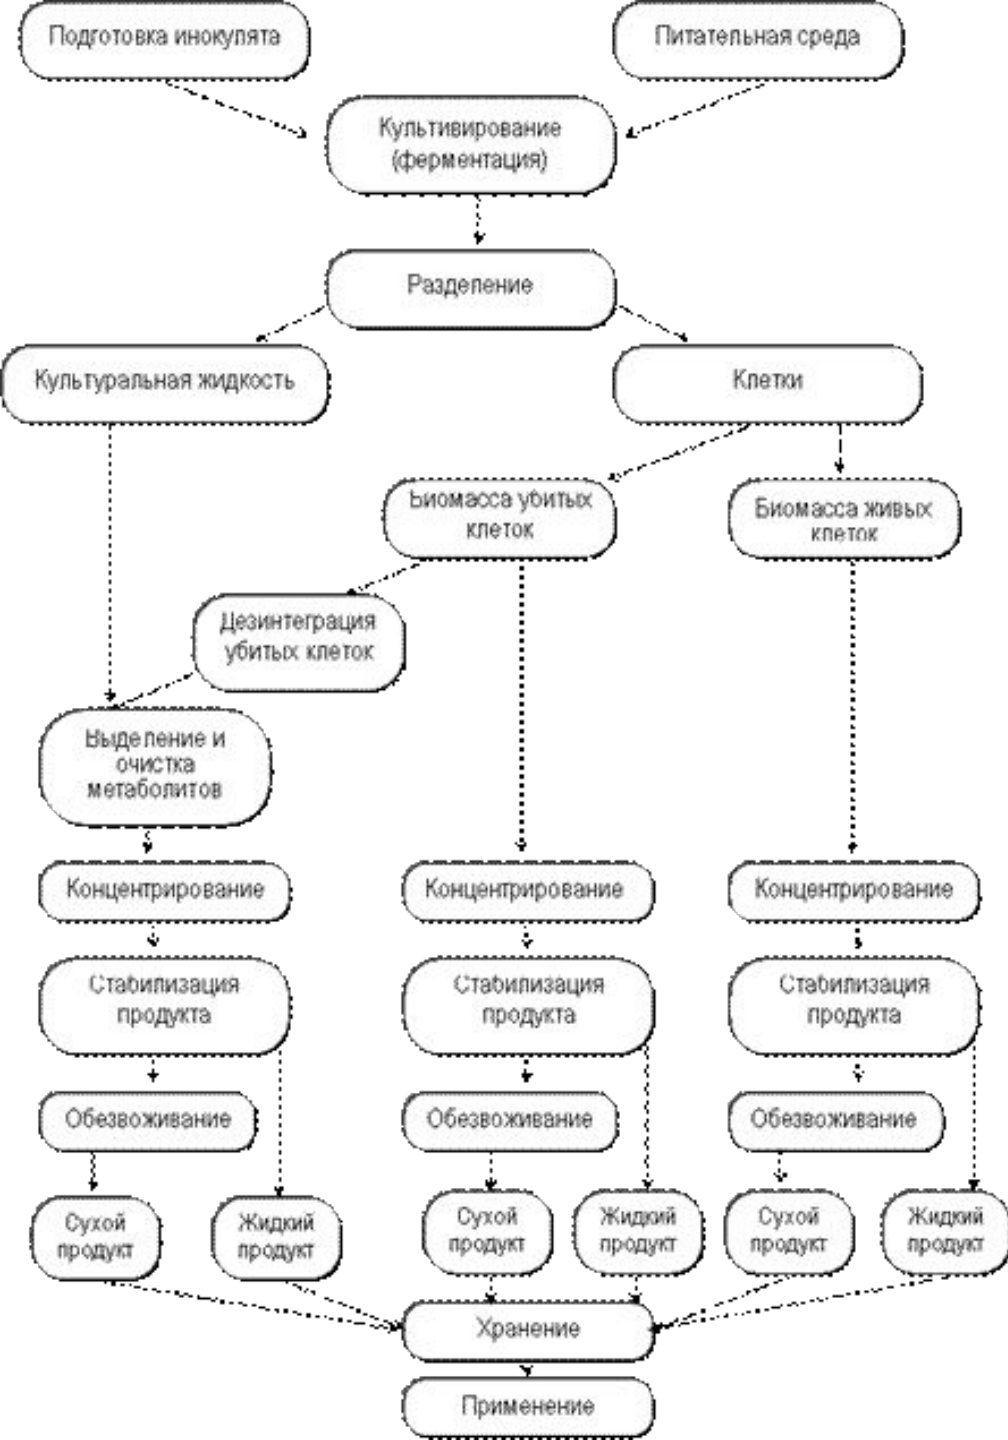 Подготовка инокулята
Питательная среда
Культивирование
(ферментация)
Разделение
Культуральная жидкость
Клетки
Биомасса убитых
клеток
Биомасса живых
клеток
Дезинтеграция
убитых клеток
Выделение и
очистка
метаболитов
Концентрирование
Концентрирование
Концентрирование
Стабилизация
продукта
Стабилизация
продукта
Стабилизация
продукта
Обезвоживание
Обезвоживание
Обезвоживание
Сухой
продукт
Жидкий
продукт
Сухой
продукт
Жидкий
продукт
Сухой
продукт
Жидкий
продукт
Хранение
Применение